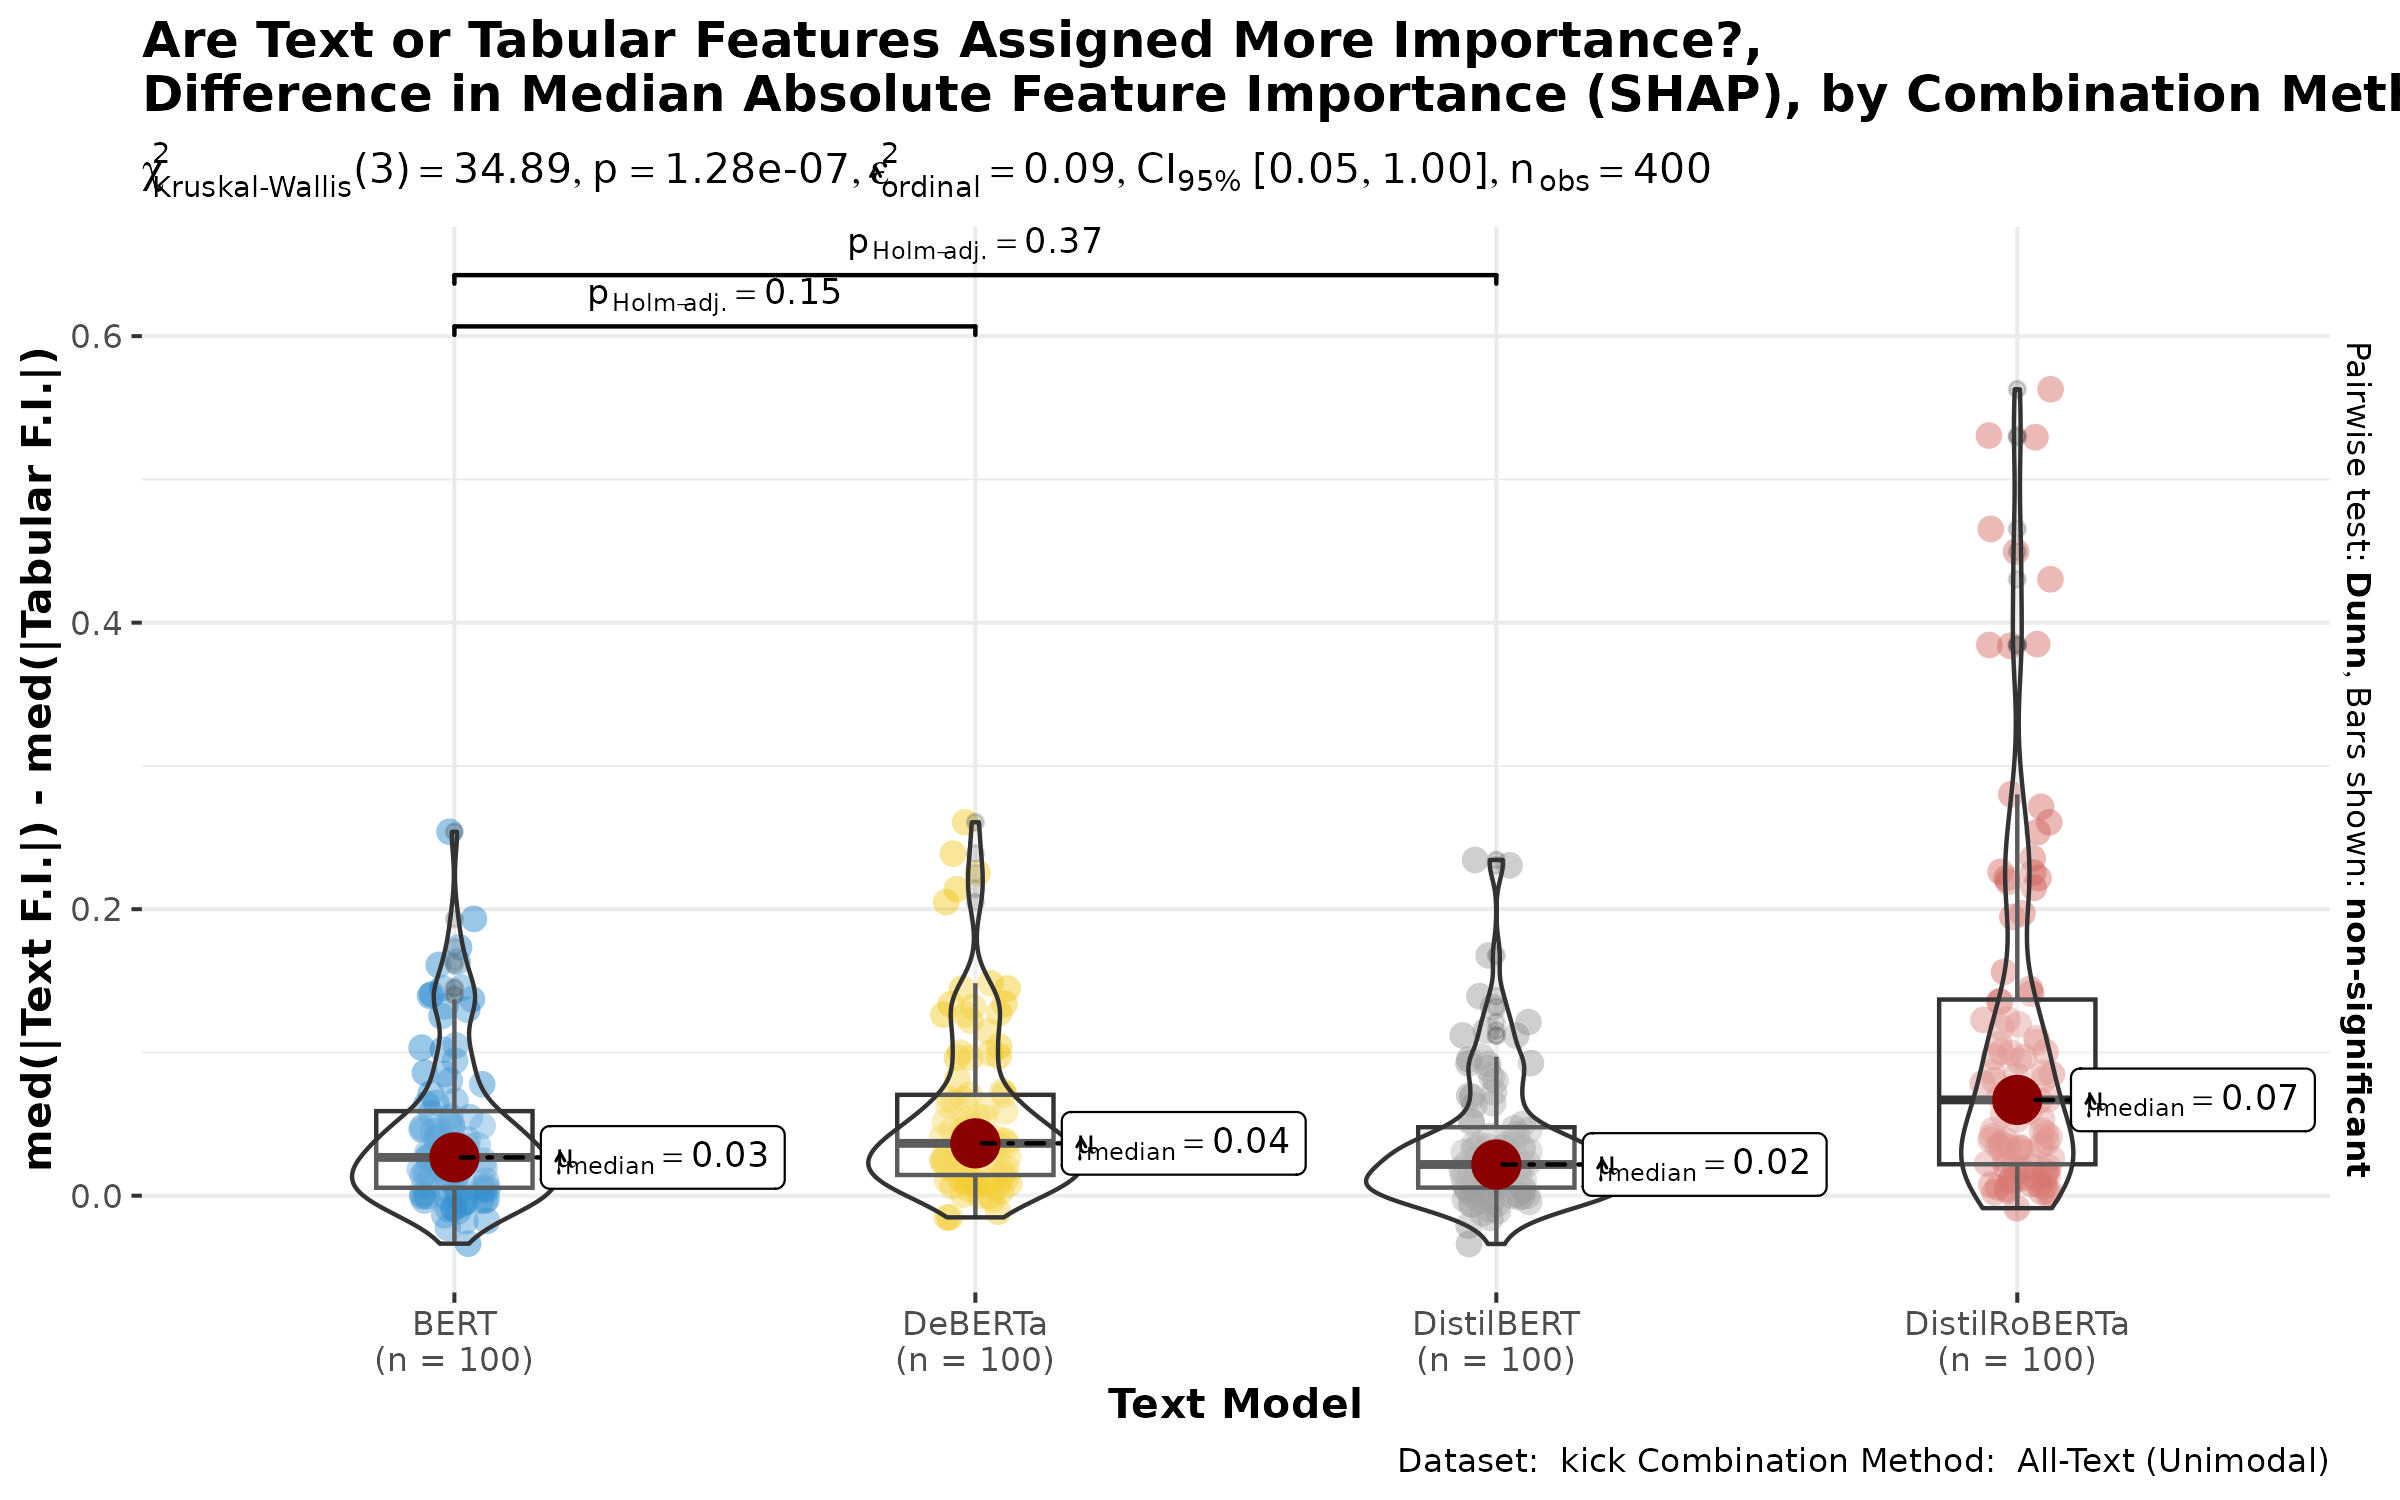 Are Text or Tabular Features Assigned More Importance?,
Difference in Median Absolute Feature Importance (SHAP), by Combination
χ²Kruskal-Wallis(3) = 34.89, p = 1.28e-07, ε̂²ordinal = 0.09, CI95% [0.05, 1.00], nobs = 400
pHolm-adj. = 0.37
pHolm-adj. = 0.15
med(|Text F.I.|) - med(|Tabular F.I.|)
0.6
0.4
0.2
0.0
μ̂median = 0.03
μ̂median = 0.04
μ̂median = 0.02
μ̂median = 0.07
Pairwise test: Dunn, Bars shown: non-significant
BERT
(n = 100)
DeBERTa
(n = 100)
DistilBERT
(n = 100)
DistilRoBERTa
(n = 100)
Text Model
Dataset:  kick Combination Method:  All-Text (Unimodal)